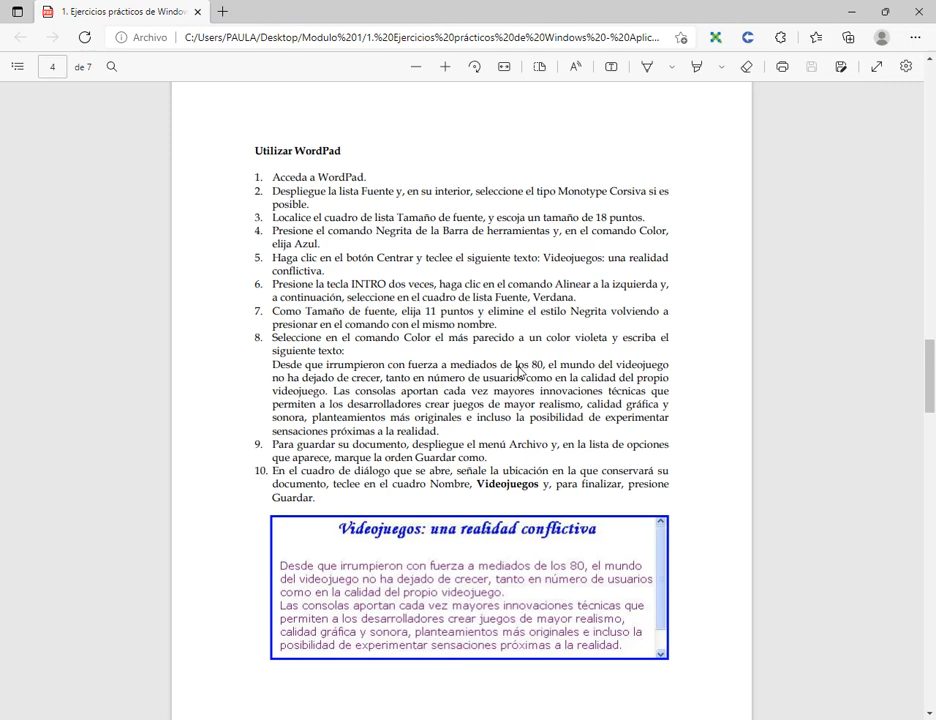 1. Ejercicios prácticos de Window
Archivo
C:/Users/PAULA/Desktop/Modulo%201/1.%20Ejercicios%20prácticos%20de%20Windows%20-%20Aplic...
4
de 7
Utilizar WordPad
1. Acceda a WordPad.
2. Despliegue la lista Fuente y, en su interior, seleccione el tipo Monotype Corsiva si es
posible.
3. Localice el cuadro de lista Tamaño de fuente, y escoja un tamaño de 18 puntos.
4. Presione el comando Negrita de la Barra de herramientas y, en el comando Color,
elija Azul.
5. Haga clic en el botón Centrar y teclee el siguiente texto: Videojuegos: una realidad
conflictiva.
6. Presione la tecla INTRO dos veces, haga clic en el comando Alinear a la izquierda y,
a continuación, seleccione en el cuadro de lista Fuente, Verdana.
7. Como Tamaño de fuente, elija 11 puntos y elimine el estilo Negrita volviendo a
presionar en el comando con el mismo nombre.
8. Seleccione en el comando Color el más parecido a un color violeta y escriba el
siguiente texto:
Desde que irrumpieron con fuerza a mediados de los 80, el mundo del videojuego
no ha dejado de crecer, tanto en número de usuarios como en la calidad del propio
videojuego. Las consolas aportan cada vez mayores innovaciones técnicas que
permiten a los desarrolladores crear juegos de mayor realismo, calidad gráfica y
sonora, planteamientos más originales e incluso la posibilidad de experimentar
sensaciones próximas a la realidad.
9. Para guardar su documento, despliegue el menú Archivo y, en la lista de opciones
que aparece, marque la orden Guardar como.
10. En el cuadro de diálogo que se abre, señale la ubicación en la que conservará su
documento, teclee en el cuadro Nombre, Videojuegos y, para finalizar, presione
Guardar.
Videojuegos: una realidad conflictiva
Desde que irrumpieron con fuerza a mediados de los 80, el mundo
del videojuego no ha dejado de crecer, tanto en número de usuarios
como en la calidad del propio videojuego.
Las consolas aportan cada vez mayores innovaciones técnicas que
permiten a los desarrolladores crear juegos de mayor realismo,
calidad gráfica y sonora, planteamientos más originales e incluso la
posibilidad de experimentar sensaciones próximas a la realidad.